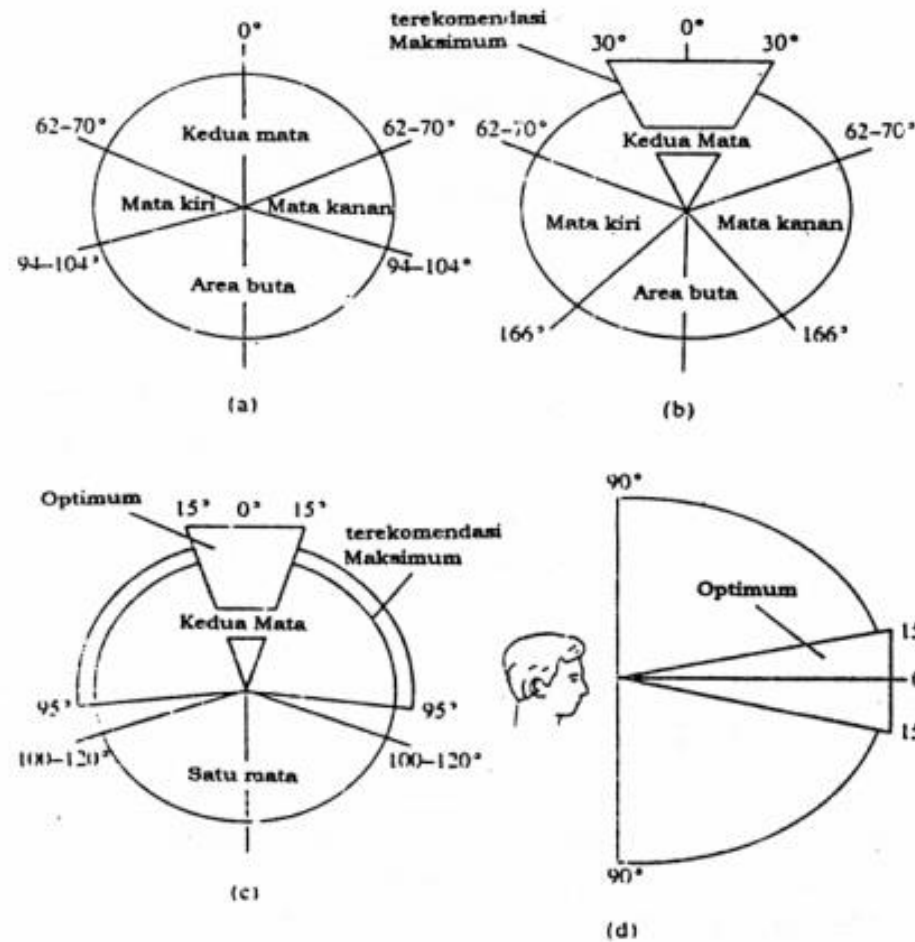 0°
62–70°
62–70°
Kedua mata
Mata kiri
Mata kanan
94–104°
94–104°
Area buta
(a)
terekomendasi
Maksimum
30°
0°
30°
62–70°
62–70°
Kedua Mata
Mata kiri
Mata kanan
Area buta
166°
166°
(b)
Optimum
15°
0°
15°
terekomendasi
Maksimum
Kedua Mata
95°
95°
100–120°
100–120°
Satu mata
(c)
90°
Optimum
15
15
90°
(d)